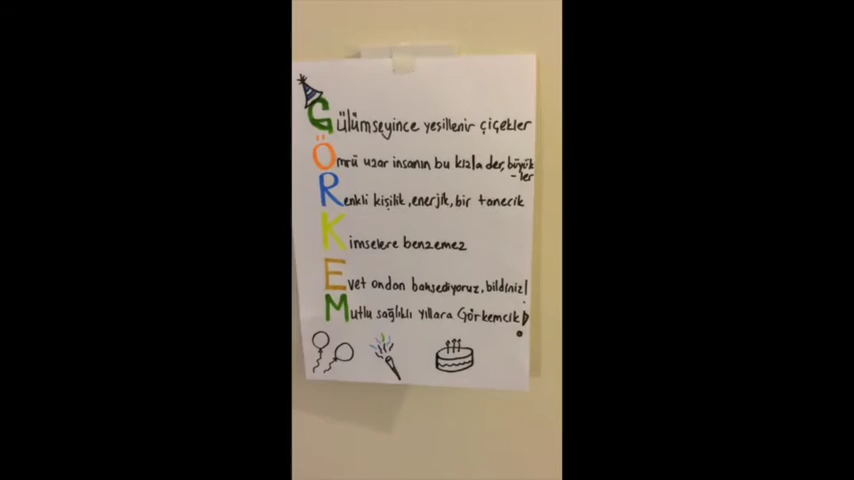 Gülümseyince yeşillenir çiçekler
Ömrü uzar insanın bu kızla der, büyük
-ler
Renkli kişilik, enerjik, bir tanecik
Kimselere benzemez
Evet ondan bahsediyoruz, bildiniz!
Mutlu sağlıklı yıllara Görkemcik!